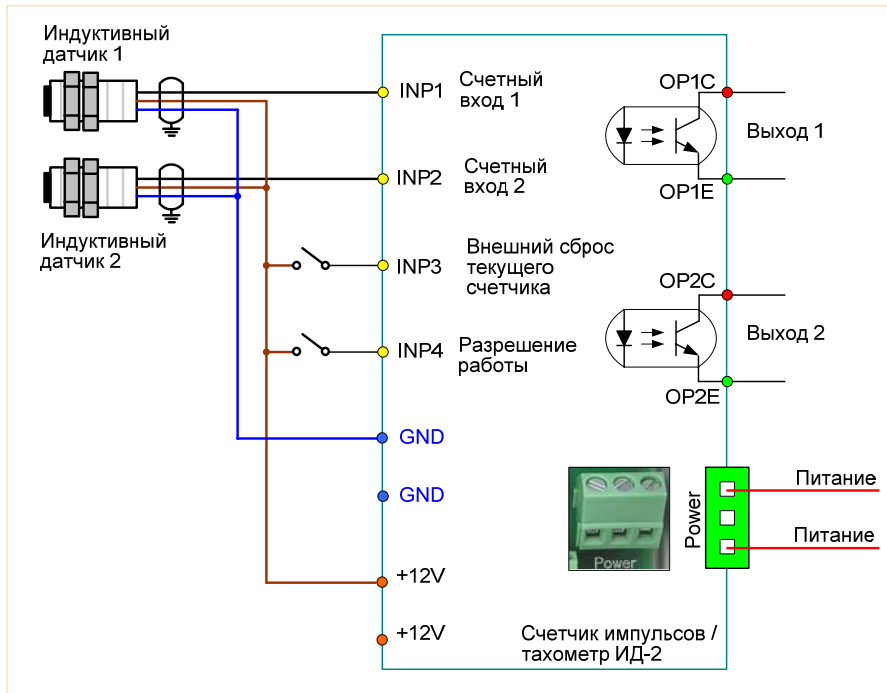 Индуктивный
датчик 1
Индуктивный
датчик 2
INP1
Счетный
вход 1
INP2
Счетный
вход 2
INP3
Внешний сброс
текущего
счетчика
INP4
Разрешение
работы
GND
GND
+12V
+12V
OP1C
Выход 1
OP1E
OP2C
Выход 2
OP2E
Power
Power
Питание
Питание
Счетчик импульсов /
тахометр ИД-2